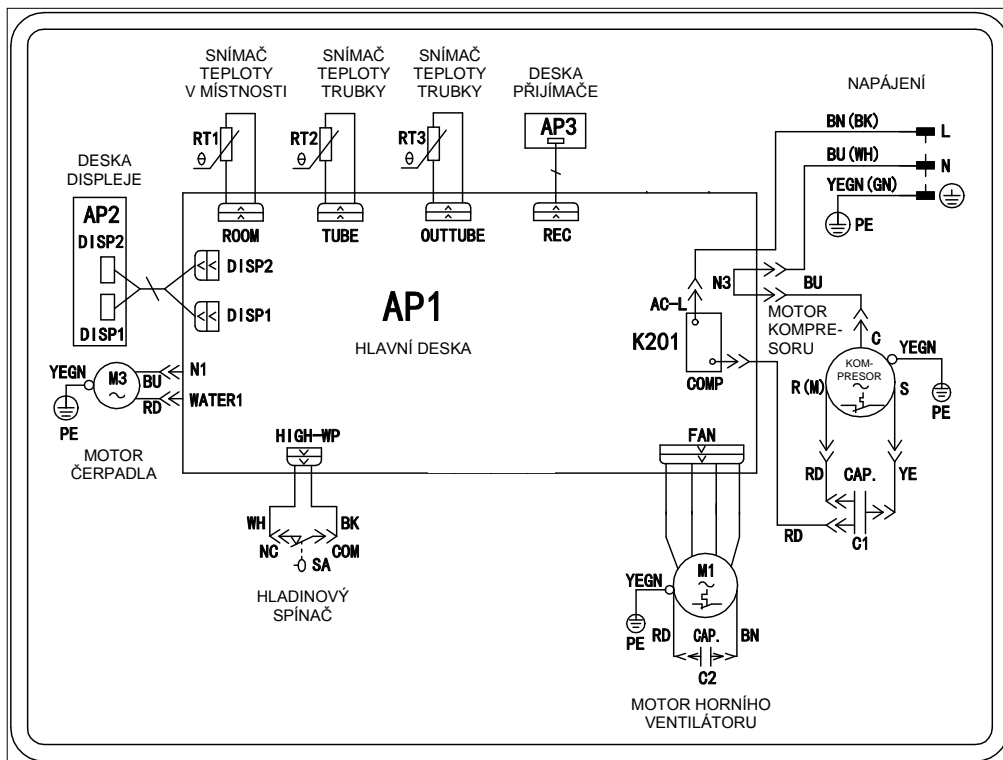 SNÍMAČ
TEPLOTY
V MÍSTNOSTI
SNÍMAČ
TEPLOTY
TRUBKY
SNÍMAČ
TEPLOTY
TRUBKY
DESKA
PŘIJÍMAČE
NAPÁJENÍ
RT1
θ
RT2
θ
RT3
θ
AP3
BN (BK)
L
BU (WH)
N
YEGN (GN)
PE
DESKA
DISPLEJE
AP2
DISP2
DISP1
ROOM
TUBE
OUTTUBE
REC
DISP2
DISP1
AP1
HLAVNÍ DESKA
AC-L
K201
COMP
N3
BU
MOTOR
KOMPRE-
SORU
C
YEGN
KOM-
PRESOR
R (M)
S
PE
YEGN
M3
BU
RD
N1
WATER1
PE
MOTOR
ČERPADLA
HIGH-WP
WH
BK
NC
COM
SA
HLADINOVÝ
SPÍNAČ
FAN
RD
CAP.
YE
RD
C1
YEGN
M1
PE
RD
CAP.
BN
C2
MOTOR HORNÍHO
VENTILÁTORU